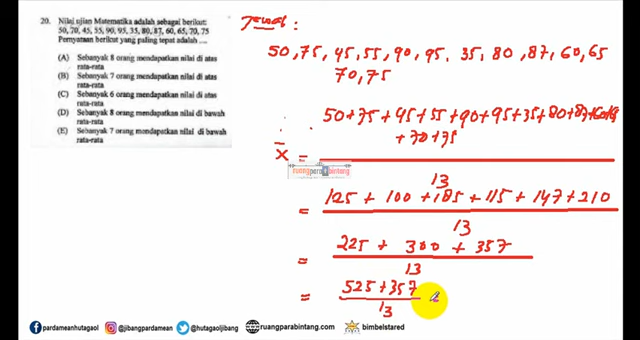 20. Nilai ujian Matematika adalah sebagai berikut:
50, 70, 45, 55, 90, 95, 35, 80, 87, 60, 65, 70, 75
Pernyataan berikut yang paling tepat adalah ....
(A) Sebanyak 8 orang mendapatkan nilai di atas
rata-rata
(B) Sebanyak 7 orang mendapatkan nilai di atas
rata-rata
(C) Sebanyak 6 orang mendapatkan nilai di atas
rata-rata
(D) Sebanyak 8 orang mendapatkan nilai di bawah
rata-rata
(E) Sebanyak 7 orang mendapatkan nilai di bawah
rata-rata
50, 75, 45, 55, 90, 95, 35, 80, 87, 60, 65
70, 75
50+75+45+55+90+95+35+80+87+60+
+70+75
x̄ =
13
ruangparabintang
= 125 + 100 + 185 + 115 + 147 + 210
13
= 225 + 300 + 357
13
= 525+357
13
pardameanhutagaol @jibangpardamean @hutagaoljibang ruangparabintang.com bimbelstared